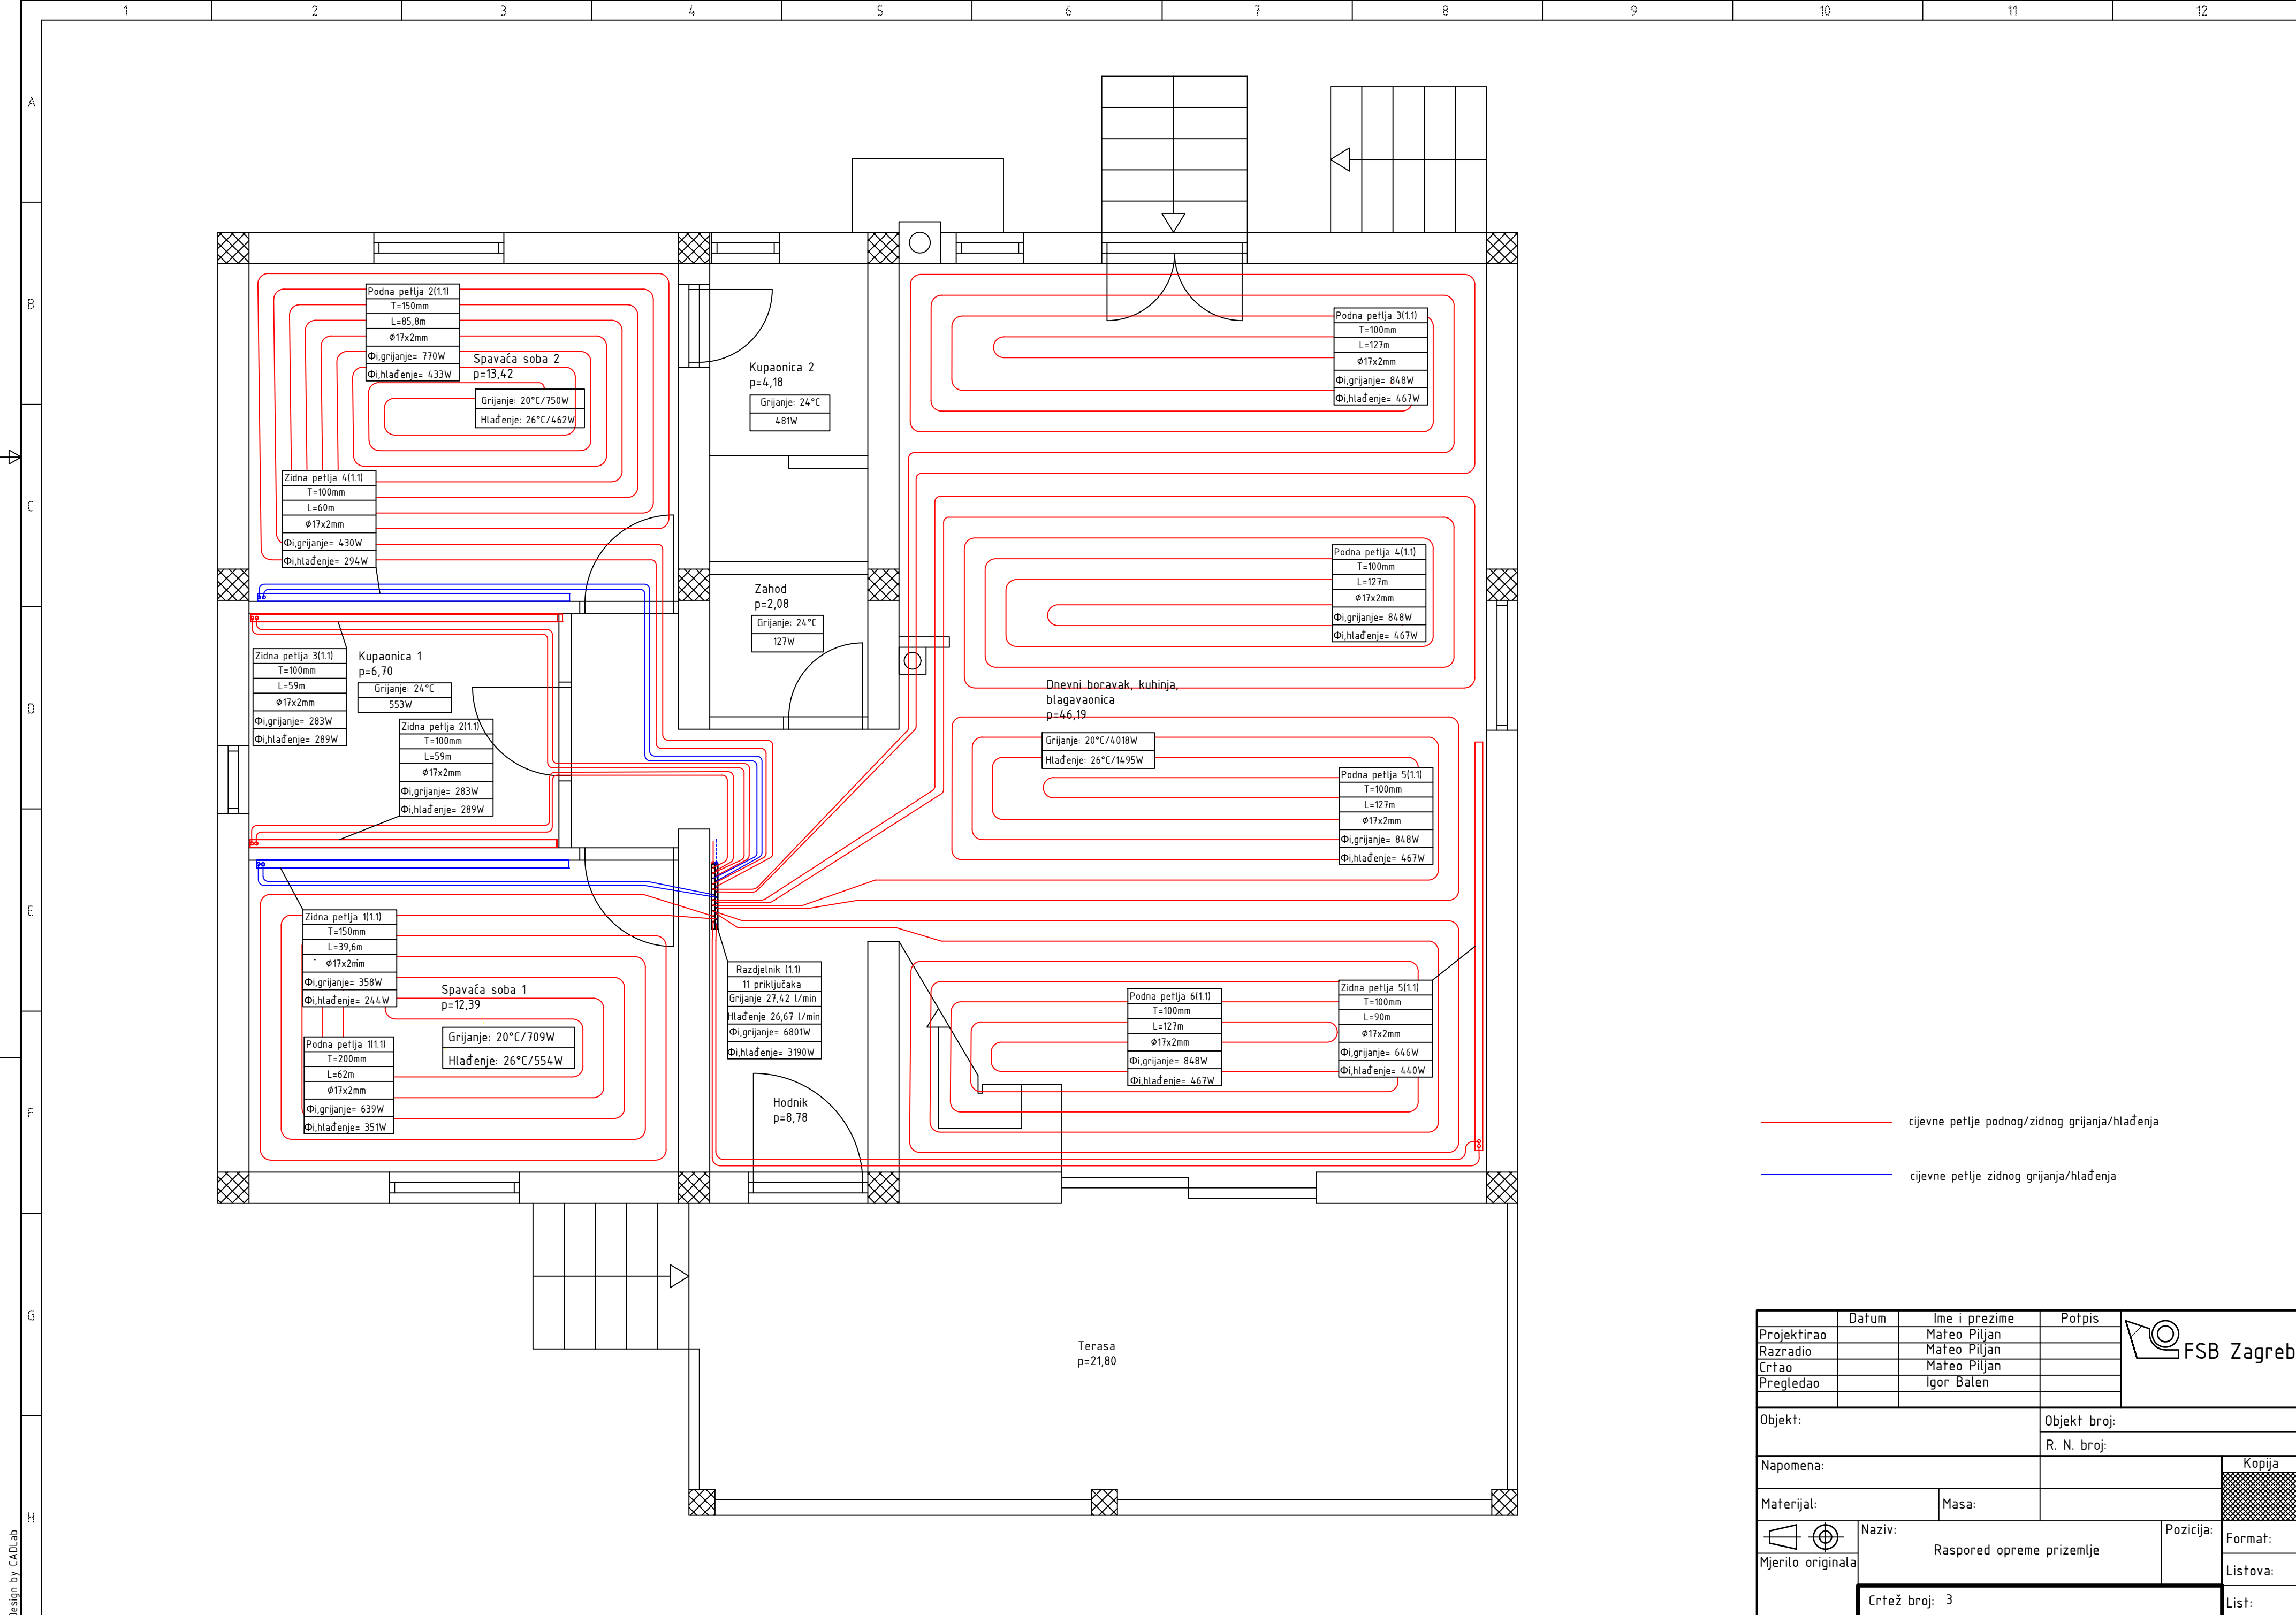 1 2 3 4 5 6 7 8 9 10 11 12
A
B
C
D
E
F
G
H
Podna petlja 2(1.1)
T=150mm
L=85,8m
Φ17x2mm
Φi,grijanje= 770W
Φi,hlađenje= 433W
Spavaća soba 2
p=13,42
Grijanje: 20°C/750W
Hlađenje: 26°C/462W
Kupaonica 2
p=4,18
Grijanje: 24°C
481W
Podna petlja 3(1.1)
T=100mm
L=127m
Φ17x2mm
Φi,grijanje= 848W
Φi,hlađenje= 467W
Zidna petlja 4(1.1)
T=100mm
L=60m
Φ17x2mm
Φi,grijanje= 430W
Φi,hlađenje= 294W
Zahod
p=2,08
Grijanje: 24°C
127W
Podna petlja 4(1.1)
T=100mm
L=127m
Φ17x2mm
Φi,grijanje= 848W
Φi,hlađenje= 467W
Zidna petlja 3(1.1)
T=100mm
L=59m
Φ17x2mm
Φi,grijanje= 283W
Φi,hlađenje= 289W
Kupaonica 1
p=6,70
Grijanje: 24°C
553W
Zidna petlja 2(1.1)
T=100mm
L=59m
Φ17x2mm
Φi,grijanje= 283W
Φi,hlađenje= 289W
Dnevni boravak, kuhinja,
blagavaonica
p=46,19
Grijanje: 20°C/4018W
Hlađenje: 26°C/1495W
Podna petlja 5(1.1)
T=100mm
L=127m
Φ17x2mm
Φi,grijanje= 848W
Φi,hlađenje= 467W
Zidna petlja 1(1.1)
T=150mm
L=39,6m
Φ17x2mm
Φi,grijanje= 358W
Φi,hlađenje= 244W
Spavaća soba 1
p=12,39
Grijanje: 20°C/709W
Hlađenje: 26°C/554W
Podna petlja 1(1.1)
T=200mm
L=62m
Φ17x2mm
Φi,grijanje= 639W
Φi,hlađenje= 351W
Razdjelnik (1.1)
11 priključaka
Grijanje 27,42 l/min
Hlađenje 26,67 l/min
Φi,grijanje= 6801W
Φi,hlađenje= 3190W
Podna petlja 6(1.1)
T=100mm
L=127m
Φ17x2mm
Φi,grijanje= 848W
Φi,hlađenje= 467W
Zidna petlja 5(1.1)
T=100mm
L=90m
Φ17x2mm
Φi,grijanje= 646W
Φi,hlađenje= 440W
Hodnik
p=8,78
cijevne petlje podnog/zidnog grijanja/hlađenja
cijevne petlje zidnog grijanja/hlađenja
Terasa
p=21,80
Datum Ime i prezime Potpis
Projektirao Mateo Piljan
Razradio Mateo Piljan
Crtao Mateo Piljan
Pregledao Igor Balen
FSB Zagreb
Objekt:
Objekt broj:
R. N. broj:
Napomena:
Kopija
Materijal:
Masa:
Naziv:
Raspored opreme prizemlje
Pozicija:
Format:
Mjerilo originala
Listova:
Crtež broj: 3
List:
Design by CADLab